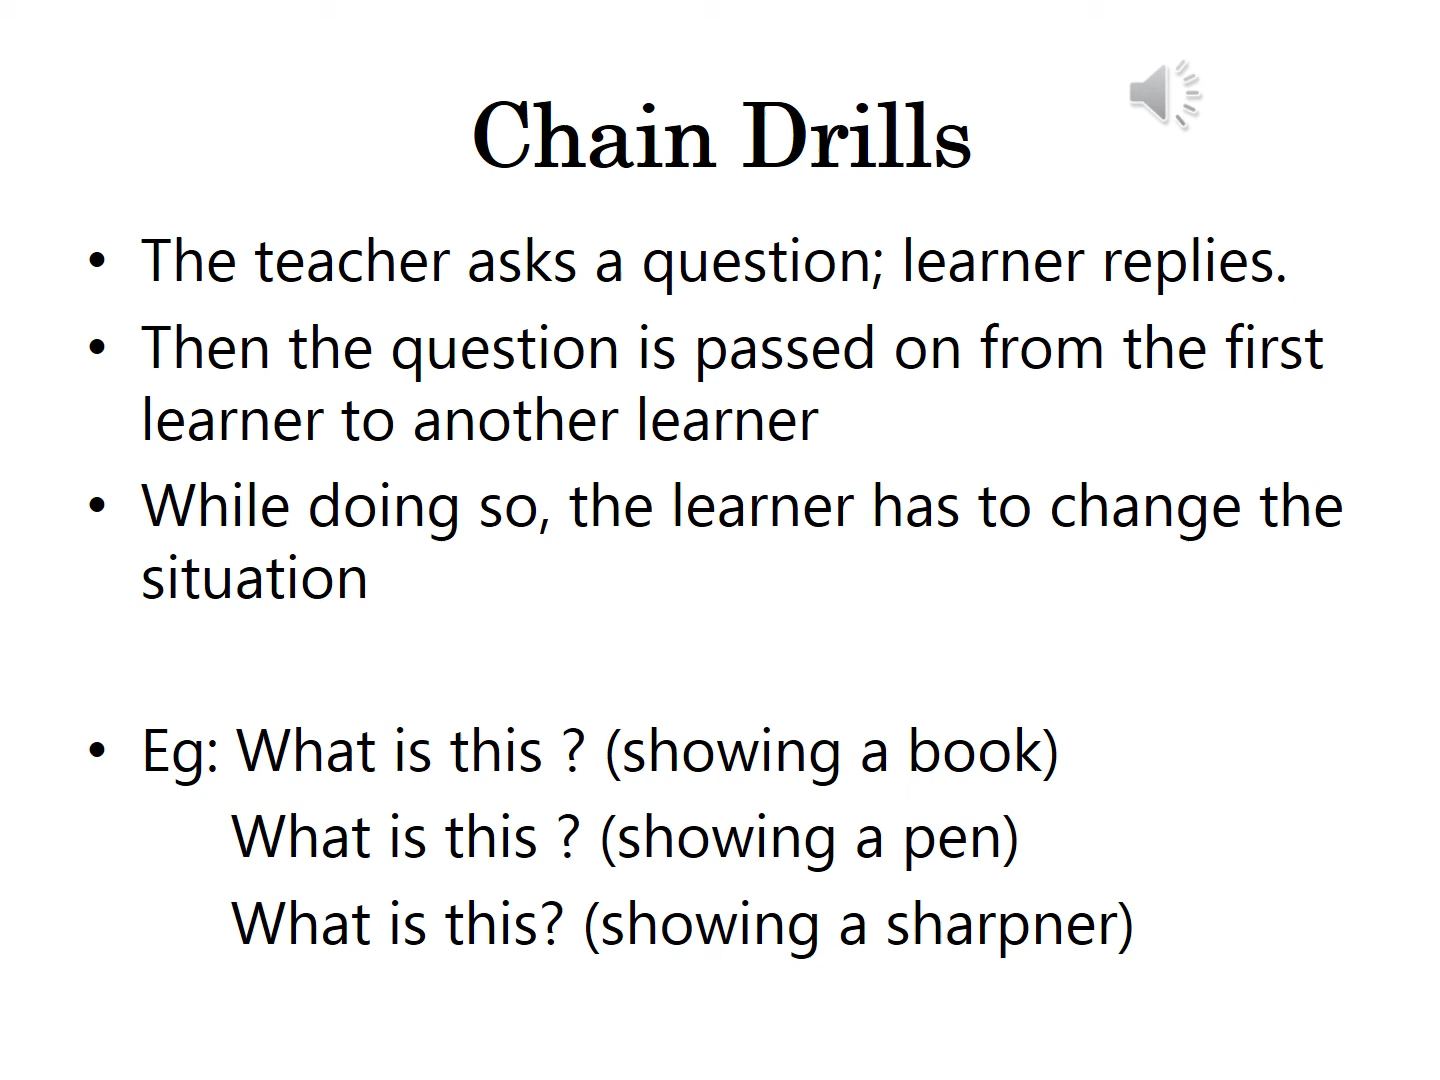 Chain Drills
• The teacher asks a question; learner replies.
• Then the question is passed on from the first
learner to another learner
• While doing so, the learner has to change the
situation
• Eg: What is this ? (showing a book)
What is this ? (showing a pen)
What is this? (showing a sharpner)